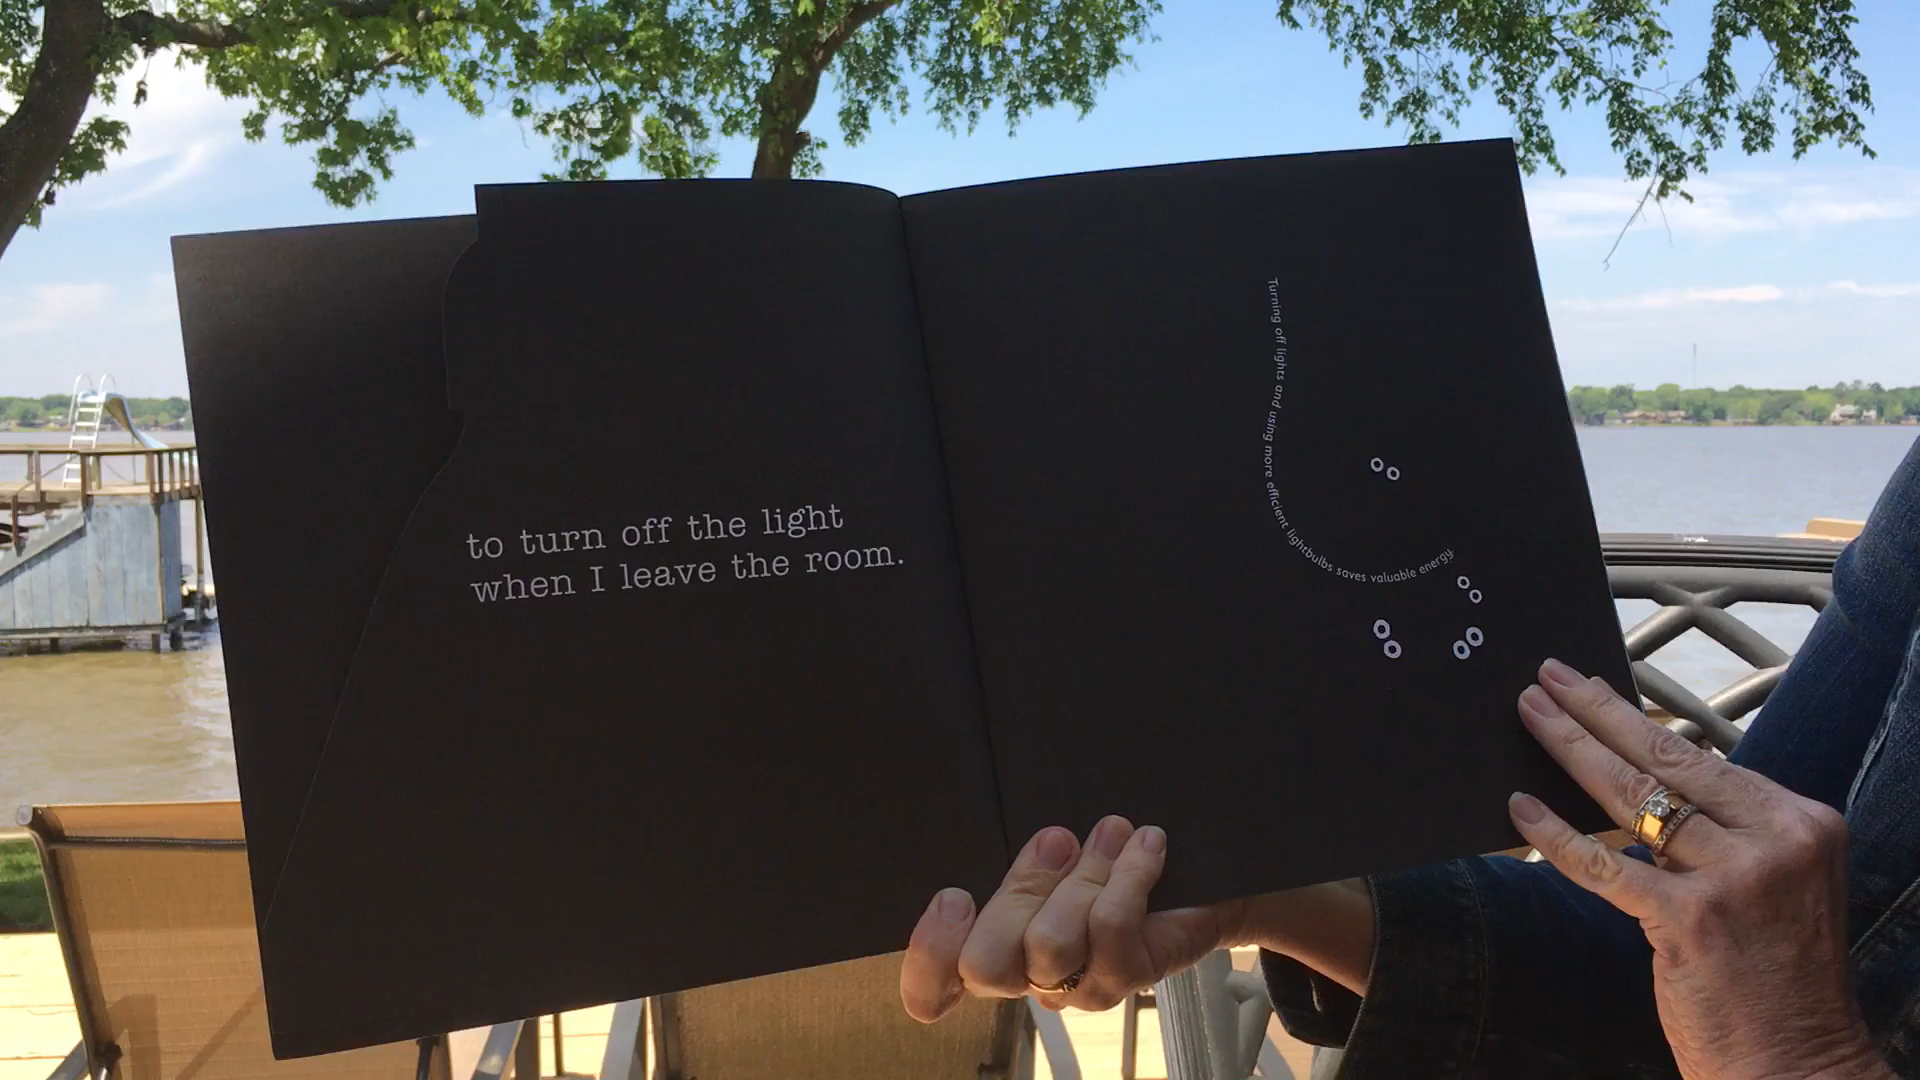 to turn off the light
when I leave the room.
Turning off lights and using more efficient lightbulbs saves valuable energy.